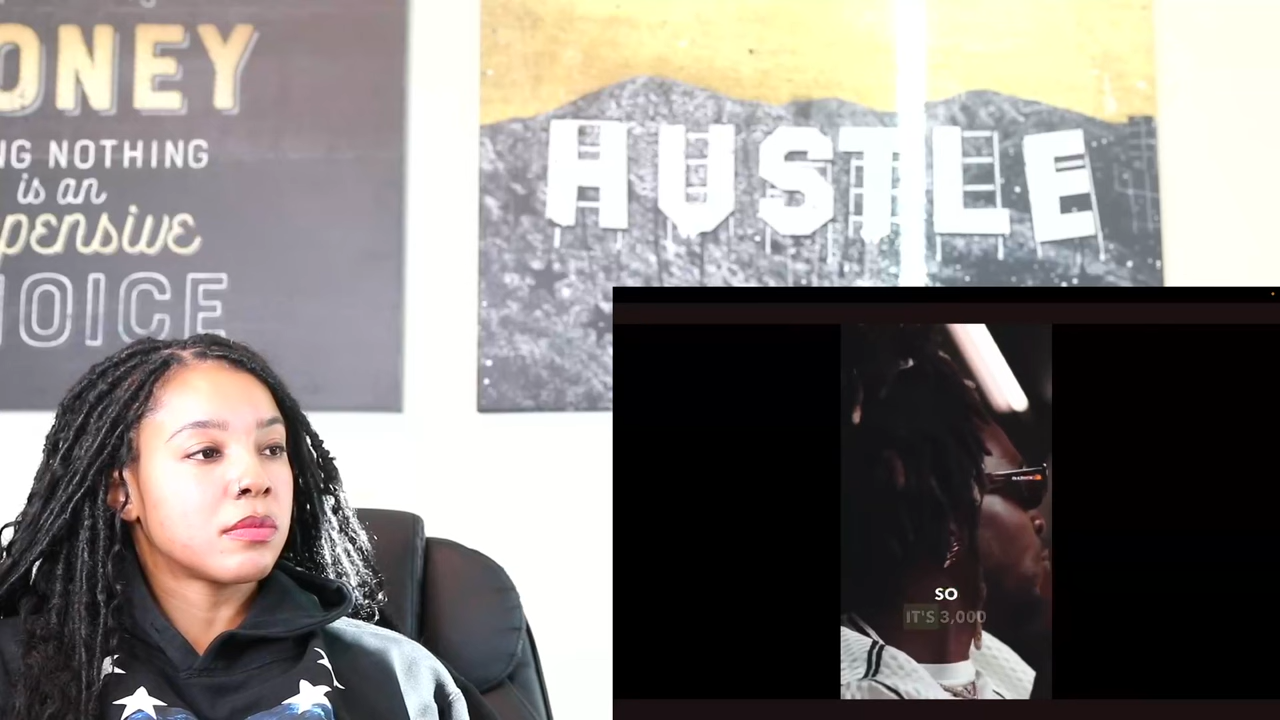 ONEY
NG NOTHING
is an
pensive
HOICE
HUSTLE
SO
IT'S 3,000